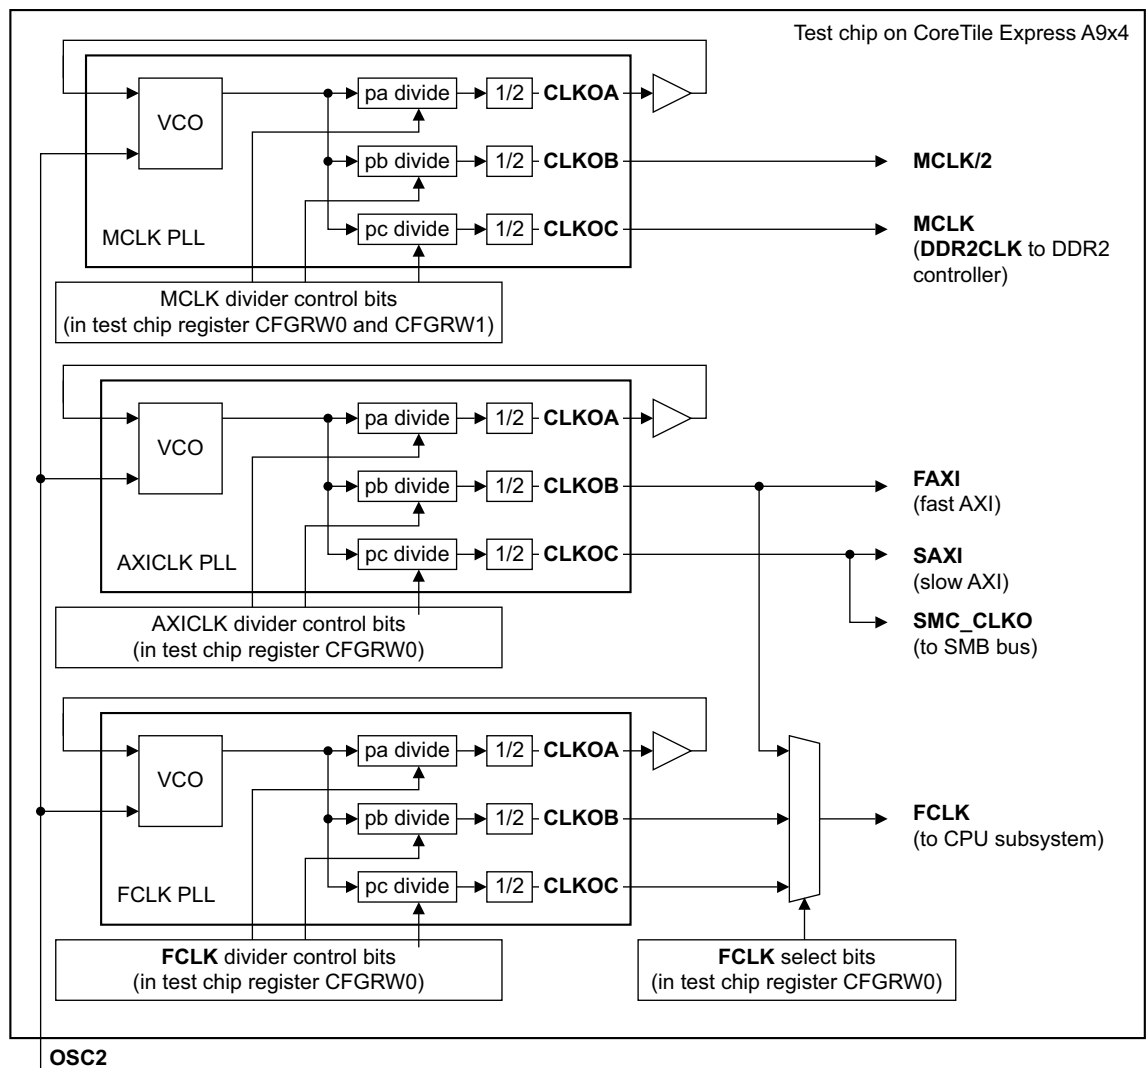 Test chip on CoreTile Express A9x4
VCO
pa divide
1/2
CLKOA
pb divide
1/2
CLKOB
MCLK/2
pc divide
1/2
CLKOC
MCLK
(DDR2CLK to DDR2
controller)
MCLK PLL
MCLK divider control bits
(in test chip register CFGRW0 and CFGRW1)
VCO
pa divide
1/2
CLKOA
pb divide
1/2
CLKOB
FAXI
(fast AXI)
pc divide
1/2
CLKOC
SAXI
(slow AXI)
AXICLK PLL
SMC_CLKO
(to SMB bus)
AXICLK divider control bits
(in test chip register CFGRW0)
VCO
pa divide
1/2
CLKOA
pb divide
1/2
CLKOB
FCLK
(to CPU subsystem)
pc divide
1/2
CLKOC
FCLK PLL
FCLK divider control bits
(in test chip register CFGRW0)
FCLK select bits
(in test chip register CFGRW0)
OSC2